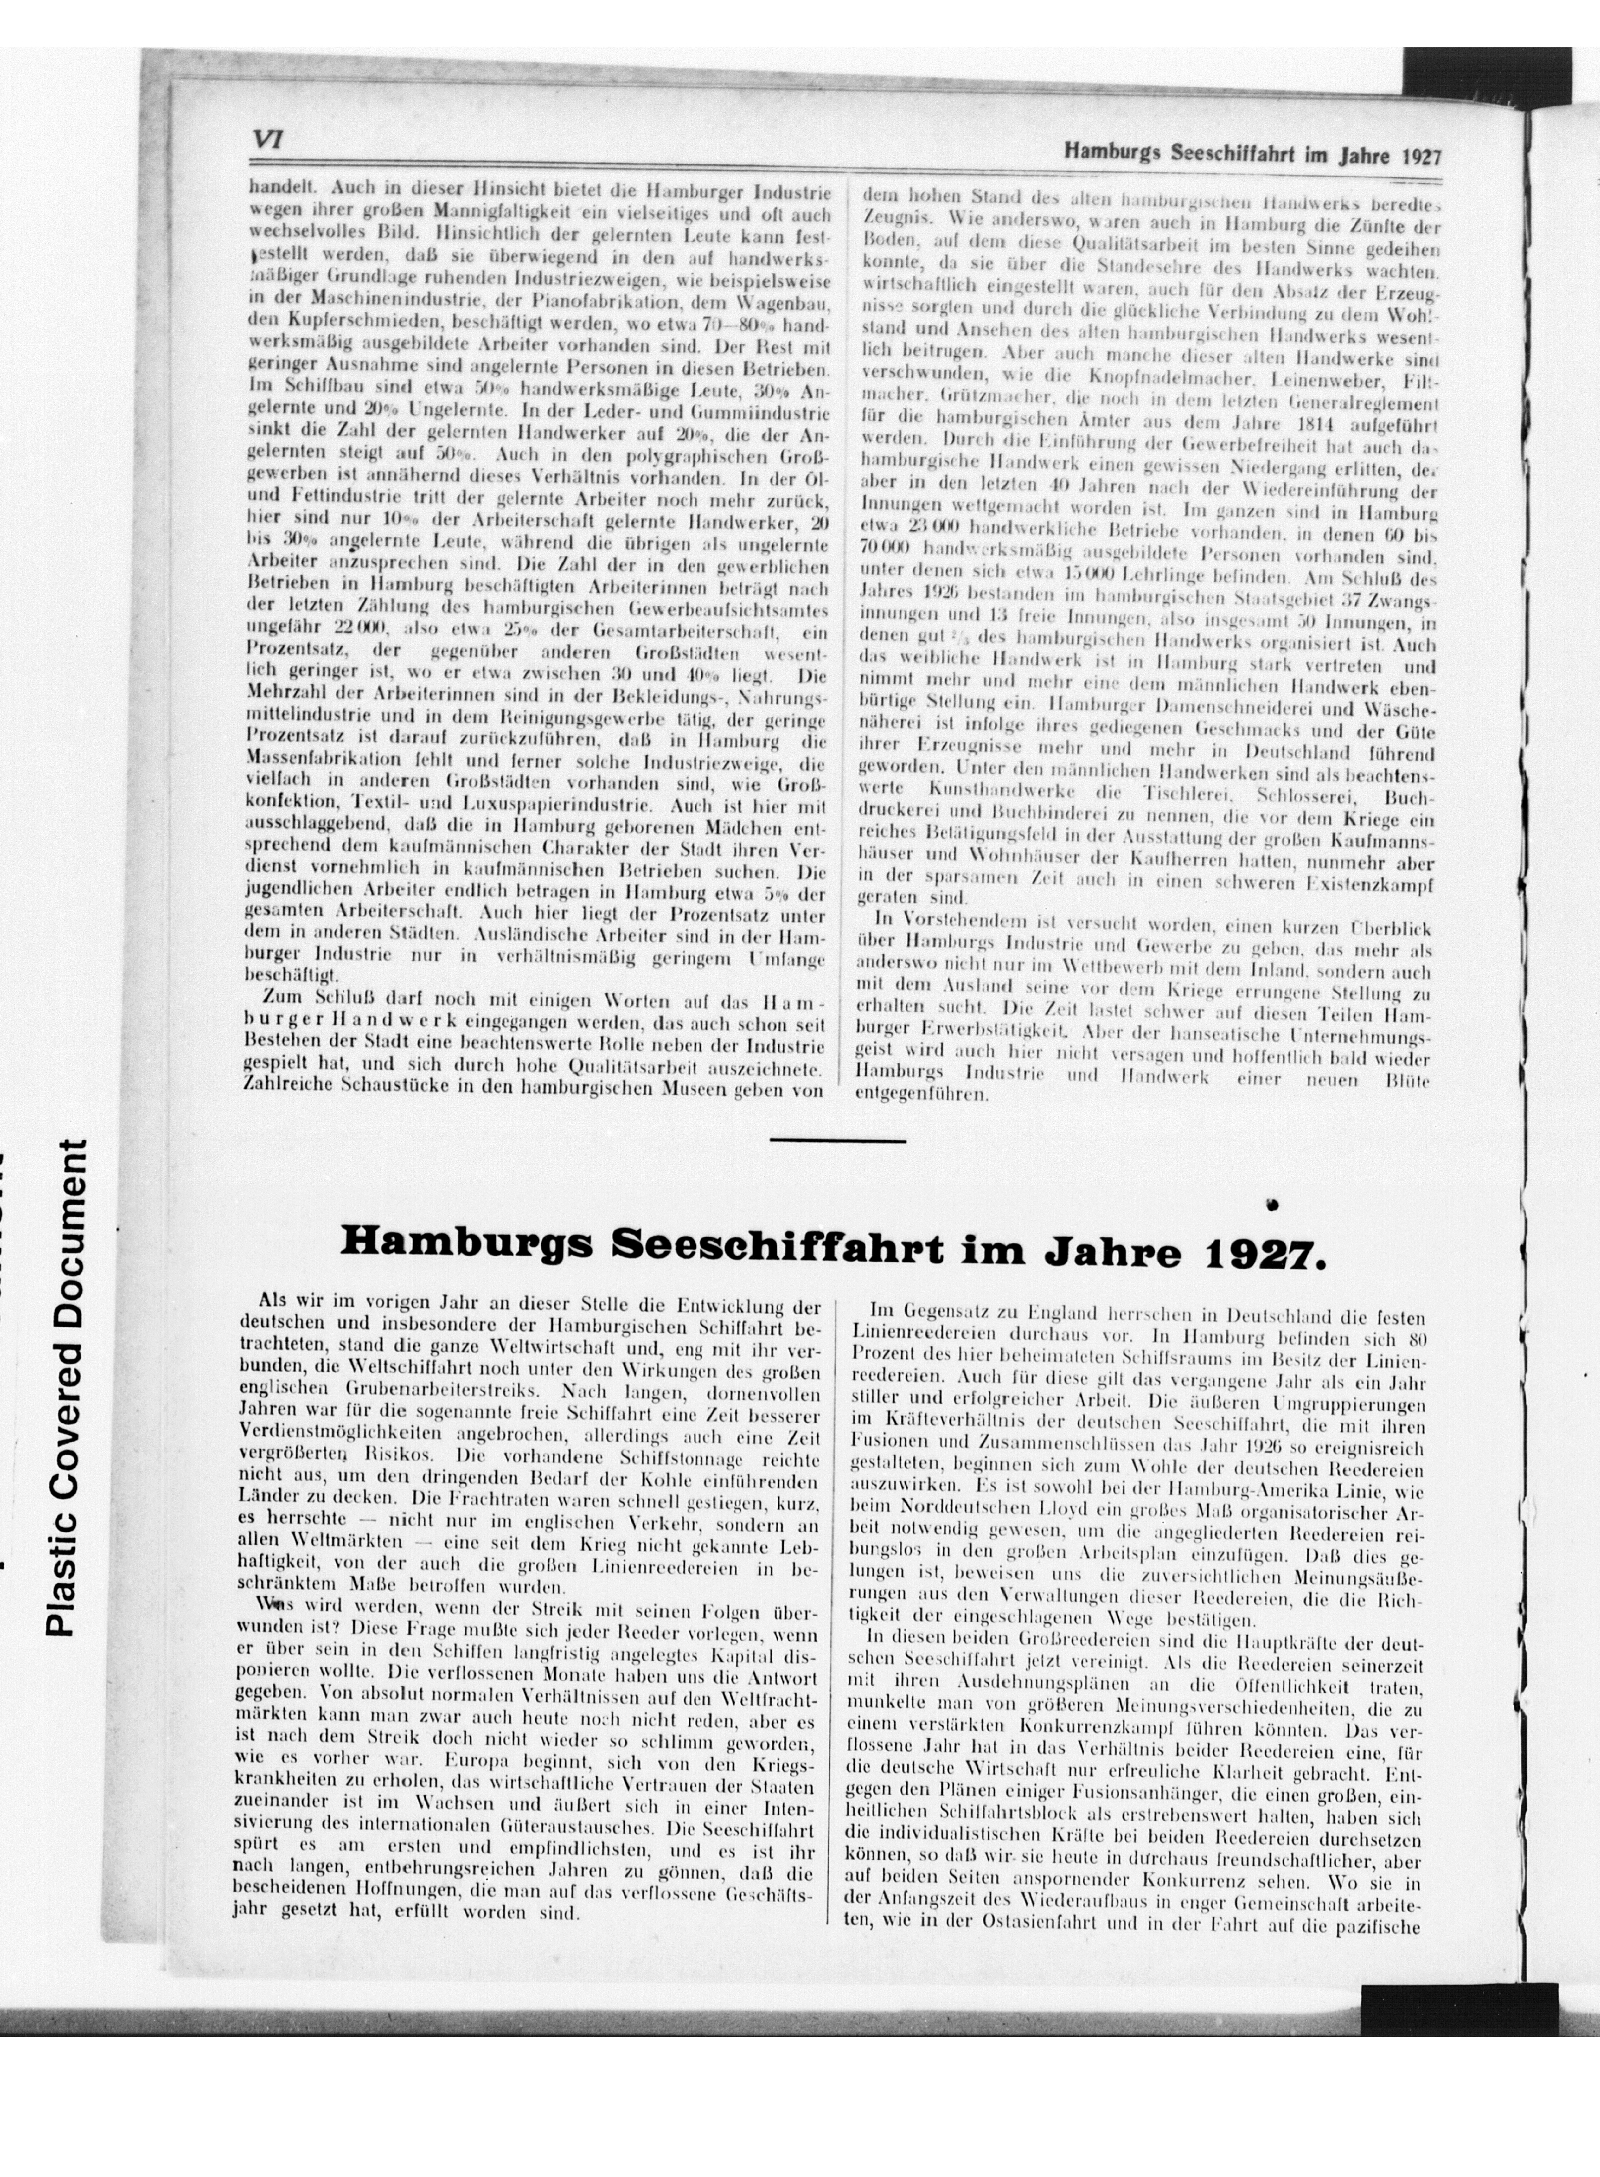 VI
Hamburgs Seeschiffahrt im Jahre 1927
handelt. Auch in dieser Hinsicht bietet die Hamburger Industrie
wegen ihrer großen Mannigfaltigkeit ein vielseitiges und oft auch
wechselvolles Bild. Hinsichtlich der gelernten Leute kann fest-
gestellt werden, daß sie überwiegend in den auf handwerks-
mäßiger Grundlage ruhenden Industriezweigen, wie beispielsweise
in der Maschinenindustrie, der Pianofabrikation, dem Wagenbau,
den Kupferschmieden, beschäftigt werden, wo etwa 70—80% hand-
werksmäßig ausgebildete Arbeiter vorhanden sind. Der Rest mit
geringer Ausnahme sind angelernte Personen in diesen Betrieben.
Im Schiffbau sind etwa 50% handwerksmäßige Leute, 30% An-
gelernte und 20% Ungelernte. In der Leder- und Gummiindustrie
sinkt die Zahl der gelernten Handwerker auf 20%, die der An-
gelernten steigt auf 50%. Auch in den polygraphischen Groß-
gewerben ist annähernd dieses Verhältnis vorhanden. In der Öl-
und Fettindustrie tritt der gelernte Arbeiter noch mehr zurück,
hier sind nur 10% der Arbeiterschaft gelernte Handwerker, 20
bis 30% angelernte Leute, während die übrigen als ungelernte
Arbeiter anzusprechen sind. Die Zahl der in den gewerblichen
Betrieben in Hamburg beschäftigten Arbeiterinnen beträgt nach
der letzten Zählung des hamburgischen Gewerbeaufsichtsamtes
ungefähr 22 000, also etwa 25% der Gesamtarbeiterschaft, ein
Prozentsatz, der gegenüber anderen Großstädten wesent-
lich geringer ist, wo er etwa zwischen 30 und 40% liegt. Die
Mehrzahl der Arbeiterinnen sind in der Bekleidungs-, Nahrungs-
mittelindustrie und in dem Reinigungsgewerbe tätig, der geringe
Prozentsatz ist darauf zurückzuführen, daß in Hamburg die
Massenfabrikation fehlt und ferner solche Industriezweige, die
vielfach in anderen Großstädten vorhanden sind, wie Groß-
konfektion, Textil- und Luxuspapierindustrie. Auch ist hier mit
ausschlaggebend, daß die in Hamburg geborenen Mädchen ent-
sprechend dem kaufmännischen Charakter der Stadt ihren Ver-
dienst vornehmlich in kaufmännischen Betrieben suchen. Die
jugendlichen Arbeiter endlich betragen in Hamburg etwa 5% der
gesamten Arbeiterschaft. Auch hier liegt der Prozentsatz unter
dem in anderen Städten. Ausländische Arbeiter sind in der Ham-
burger Industrie nur in verhältnismäßig geringem Umfange
beschäftigt.
Zum Schluß darf noch mit einigen Worten auf das Ham-
burger Handwerk eingegangen werden, das auch schon seit
Bestehen der Stadt eine beachtenswerte Rolle neben der Industrie
gespielt hat, und sich durch hohe Qualitätsarbeit auszeichnete.
Zahlreiche Schaustücke in den hamburgischen Museen geben von
dem hohen Stand des alten hamburgischen Handwerks beredtes
Zeugnis. Wie anderswo, waren auch in Hamburg die Zünfte der
Boden, auf dem diese Qualitätsarbeit im besten Sinne gedeihen
konnte, da sie über die Standesehre des Handwerks wachten,
wirtschaftlich eingestellt waren, auch für den Absatz der Erzeug-
nisse sorgten und durch die glückliche Verbindung zu dem Wohl-
stand und Ansehen des alten hamburgischen Handwerks wesent-
lich beitrugen. Aber auch manche dieser alten Handwerke sind
verschwunden, wie die Knopfnadelmacher, Leinenweber, Filt-
macher, Grützmacher, die noch in dem letzten Generalreglement
für die hamburgischen Ämter aus dem Jahre 1814 aufgeführt
werden. Durch die Einführung der Gewerbefreiheit hat auch das
hamburgische Handwerk einen gewissen Niedergang erlitten, der
aber in den letzten 40 Jahren nach der Wiedereinführung der
Innungen wettgemacht worden ist. Im ganzen sind in Hamburg
etwa 23 000 handwerkliche Betriebe vorhanden, in denen 60 bis
70 000 handwerksmäßig ausgebildete Personen vorhanden sind,
unter denen sich etwa 15 000 Lehrlinge befinden. Am Schluß des
Jahres 1926 bestanden im hamburgischen Staatsgebiet 37 Zwangs-
innungen und 13 freie Innungen, also insgesamt 50 Innungen, in
denen gut ²/₃ des hamburgischen Handwerks organisiert ist. Auch
das weibliche Handwerk ist in Hamburg stark vertreten und
nimmt mehr und mehr eine dem männlichen Handwerk eben-
bürtige Stellung ein. Hamburger Damenschneiderei und Wäsche-
näherei ist infolge ihres gediegenen Geschmacks und der Güte
ihrer Erzeugnisse mehr und mehr in Deutschland führend
geworden. Unter den männlichen Handwerken sind als beachtens-
werte Kunsthandwerke die Tischlerei, Schlosserei, Buch-
druckerei und Buchbinderei zu nennen, die vor dem Kriege ein
reiches Betätigungsfeld in der Ausstattung der großen Kaufmanns-
häuser und Wohnhäuser der Kaufherren hatten, nunmehr aber
in der sparsamen Zeit auch in einen schweren Existenzkampf
geraten sind.
In Vorstehendem ist versucht worden, einen kurzen Überblick
über Hamburgs Industrie und Gewerbe zu geben, das mehr als
anderswo nicht nur im Wettbewerb mit dem Inland, sondern auch
mit dem Ausland seine vor dem Kriege errungene Stellung zu
erhalten sucht. Die Zeit lastet schwer auf diesen Teilen Ham-
burger Erwerbstätigkeit. Aber der hanseatische Unternehmungs-
geist wird auch hier nicht versagen und hoffentlich bald wieder
Hamburgs Industrie und Handwerk einer neuen Blüte
entgegenführen.
Plastic Covered Document
Hamburgs Seeschiffahrt im Jahre 1927.
Als wir im vorigen Jahr an dieser Stelle die Entwicklung der
deutschen und insbesondere der Hamburgischen Schiffahrt be-
trachteten, stand die ganze Weltwirtschaft und, eng mit ihr ver-
bunden, die Weltschiffahrt noch unter den Wirkungen des großen
englischen Grubenarbeiterstreiks. Nach langen, dornenvollen
Jahren war für die sogenannte freie Schiffahrt eine Zeit besserer
Verdienstmöglichkeiten angebrochen, allerdings auch eine Zeit
vergrößerten Risikos. Die vorhandene Schiffstonnage reichte
nicht aus, um den dringenden Bedarf der Kohle einführenden
Länder zu decken. Die Frachtraten waren schnell gestiegen, kurz,
es herrschte — nicht nur im englischen Verkehr, sondern an
allen Weltmärkten — eine seit dem Krieg nicht gekannte Leb-
haftigkeit, von der auch die großen Linienreedereien in be-
schränktem Maße betroffen wurden.
Was wird werden, wenn der Streik mit seinen Folgen über-
wunden ist? Diese Frage mußte sich jeder Reeder vorlegen, wenn
er über sein in den Schiffen langfristig angelegtes Kapital dis-
ponieren wollte. Die verflossenen Monate haben uns die Antwort
gegeben. Von absolut normalen Verhältnissen auf den Weltfracht-
märkten kann man zwar auch heute noch nicht reden, aber es
ist nach dem Streik doch nicht wieder so schlimm geworden,
wie es vorher war. Europa beginnt, sich von den Kriegs-
krankheiten zu erholen, das wirtschaftliche Vertrauen der Staaten
zueinander ist im Wachsen und äußert sich in einer Inten-
sivierung des internationalen Güteraustausches. Die Seeschiffahrt
spürt es am ersten und empfindlichsten, und es ist ihr
nach langen, entbehrungsreichen Jahren zu gönnen, daß die
bescheidenen Hoffnungen, die man auf das verflossene Geschäfts-
jahr gesetzt hat, erfüllt worden sind.
Im Gegensatz zu England herrschen in Deutschland die festen
Linienreedereien durchaus vor. In Hamburg befinden sich 80
Prozent des hier beheimateten Schiffsraums im Besitz der Linien-
reedereien. Auch für diese gilt das vergangene Jahr als ein Jahr
stiller und erfolgreicher Arbeit. Die äußeren Umgruppierungen
im Kräfteverhältnis der deutschen Seeschiffahrt, die mit ihren
Fusionen und Zusammenschlüssen das Jahr 1926 so ereignisreich
gestalteten, beginnen sich zum Wohle der deutschen Reedereien
auszuwirken. Es ist sowohl bei der Hamburg-Amerika Linie, wie
beim Norddeutschen Lloyd ein großes Maß organisatorischer Ar-
beit notwendig gewesen, um die angegliederten Reedereien rei-
bungslos in den großen Arbeitsplan einzufügen. Daß dies ge-
lungen ist, beweisen uns die zuversichtlichen Meinungsäuße-
rungen aus den Verwaltungen dieser Reedereien, die die Rich-
tigkeit der eingeschlagenen Wege bestätigen.
In diesen beiden Großreedereien sind die Hauptkräfte der deut-
schen Seeschiffahrt jetzt vereinigt. Als die Reedereien seinerzeit
mit ihren Ausdehnungsplänen an die Öffentlichkeit traten,
munkelte man von größeren Meinungsverschiedenheiten, die zu
einem verstärkten Konkurrenzkampf führen könnten. Das ver-
flossene Jahr hat in das Verhältnis beider Reedereien eine, für
die deutsche Wirtschaft nur erfreuliche Klarheit gebracht. Ent-
gegen den Plänen einiger Fusionsanhänger, die einen großen, ein-
heitlichen Schiffahrtsblock als erstrebenswert halten, haben sich
die individualistischen Kräfte bei beiden Reedereien durchsetzen
können, so daß wir sie heute in durchaus freundschaftlicher, aber
auf beiden Seiten anspornender Konkurrenz sehen. Wo sie in
der Anfangszeit des Wiederaufbaus in enger Gemeinschaft arbeite-
ten, wie in der Ostasienfahrt und in der Fahrt auf die pazifische